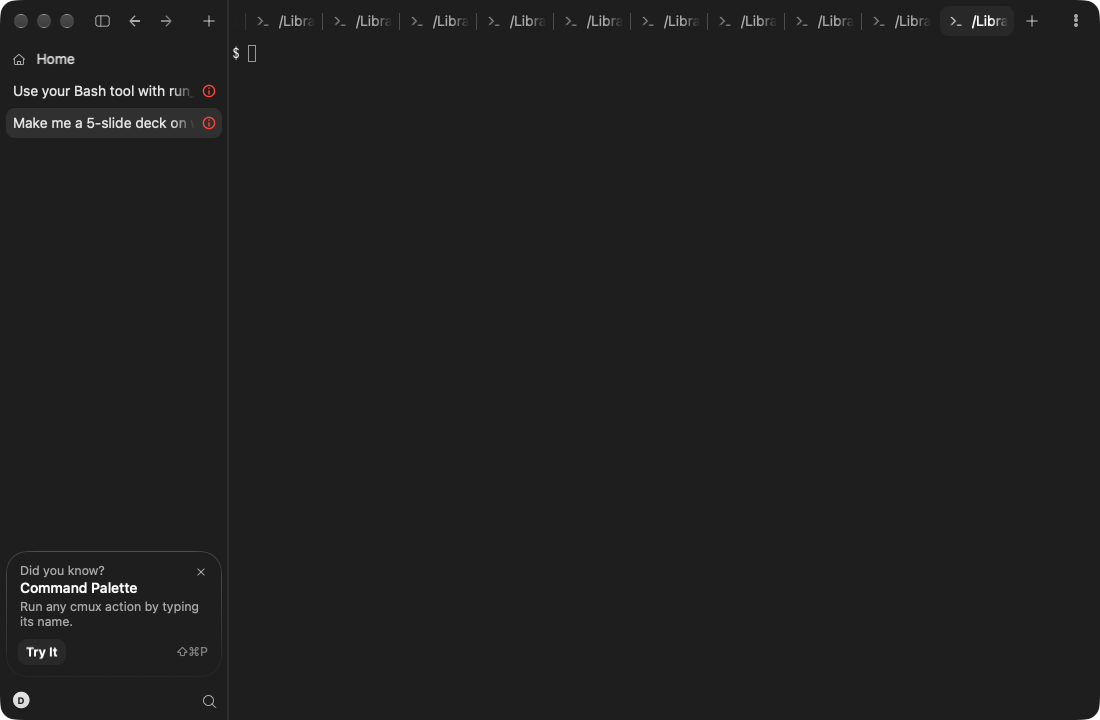 >_ /Libra >_ /Libra >_ /Libra >_ /Libra >_ /Libra >_ /Libra >_ /Libra >_ /Libra >_ /Libra >_ /Libra
Home
Use your Bash tool with run_
Make me a 5-slide deck on
$
Did you know?
Command Palette
Run any cmux action by typing
its name.
Try It ⇧⌘P
D